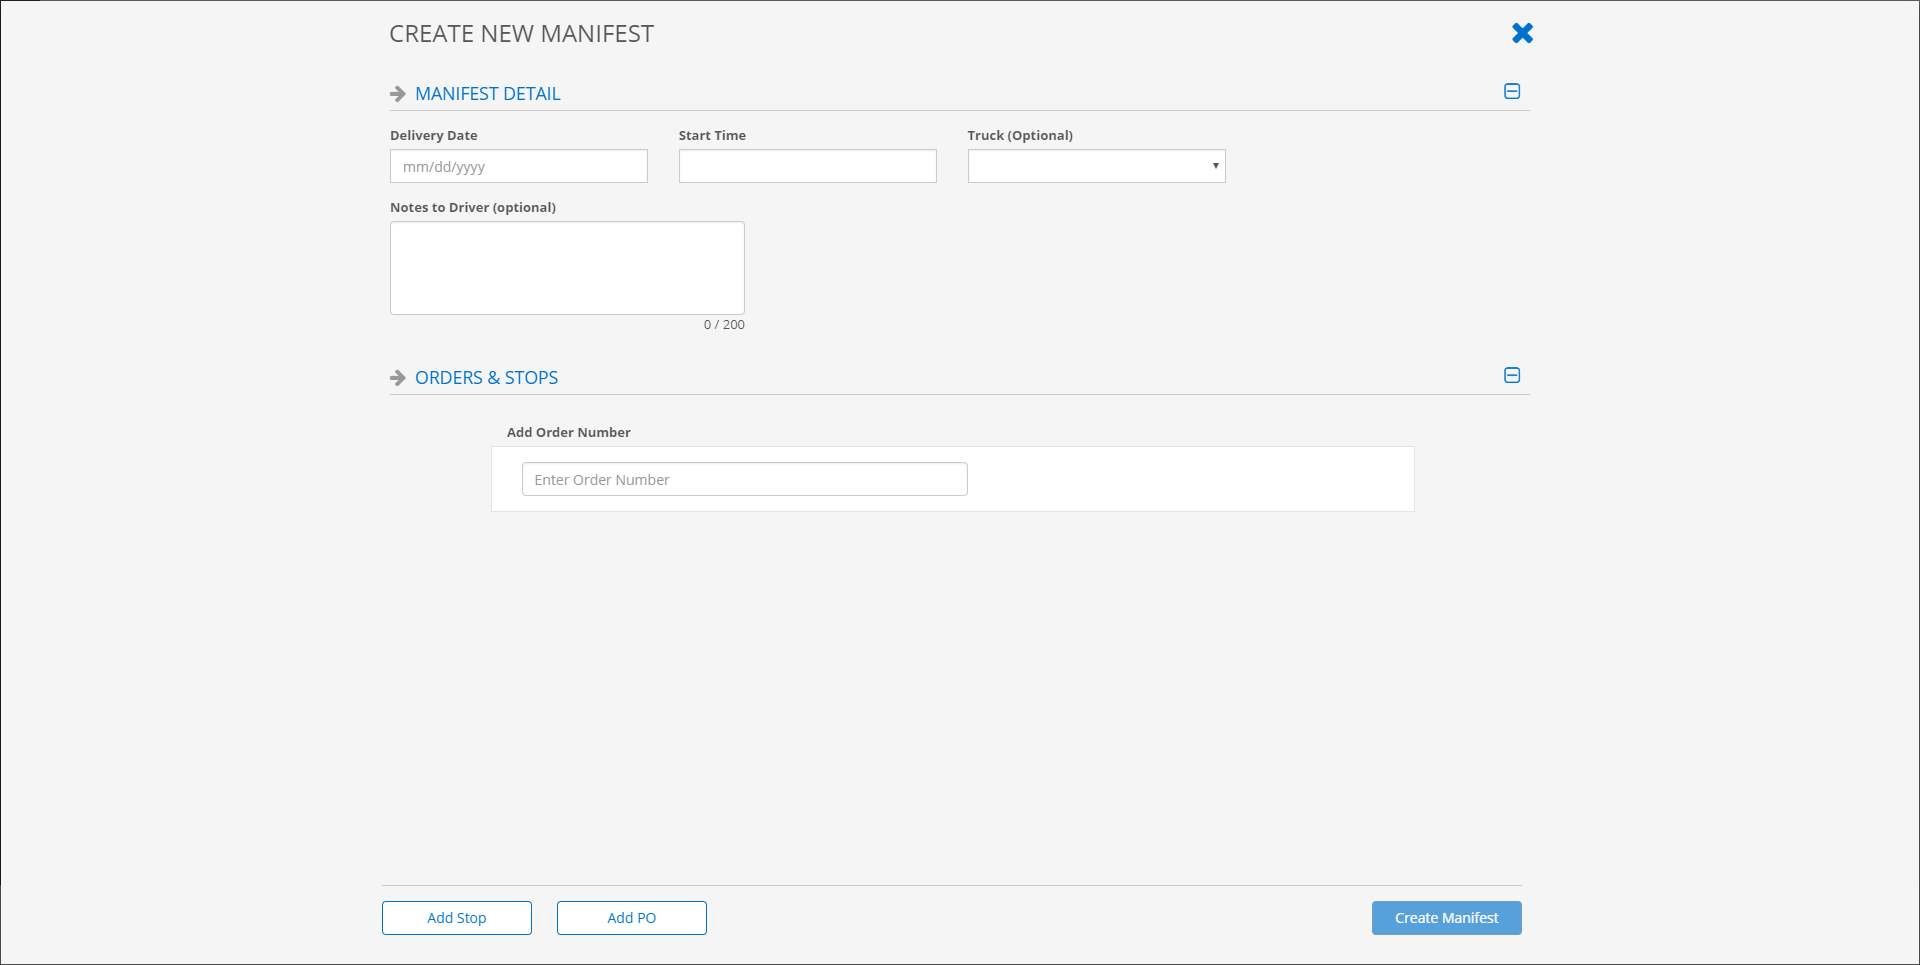 CREATE NEW MANIFEST
MANIFEST DETAIL
Delivery Date
Start Time
Truck (Optional)
mm/dd/yyyy
Notes to Driver (optional)
0 / 200
ORDERS & STOPS
Add Order Number
Enter Order Number
Add Stop
Add PO
Create Manifest